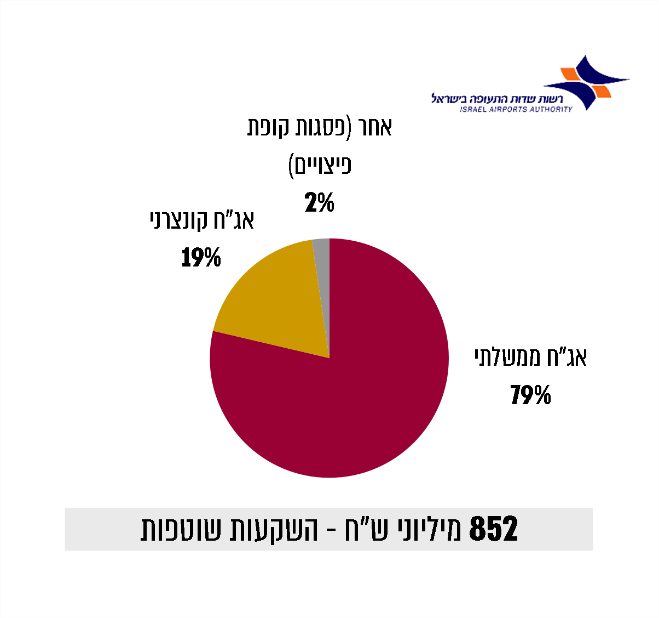 רשות שדות התעופה בישראל
ISRAEL AIRPORTS AUTHORITY
אחר (פסגות קופת
פיצויים)
2%
אג"ח קונצרני
19%
אג"ח ממשלתי
79%
852 מיליוני ש"ח - השקעות שוטפות